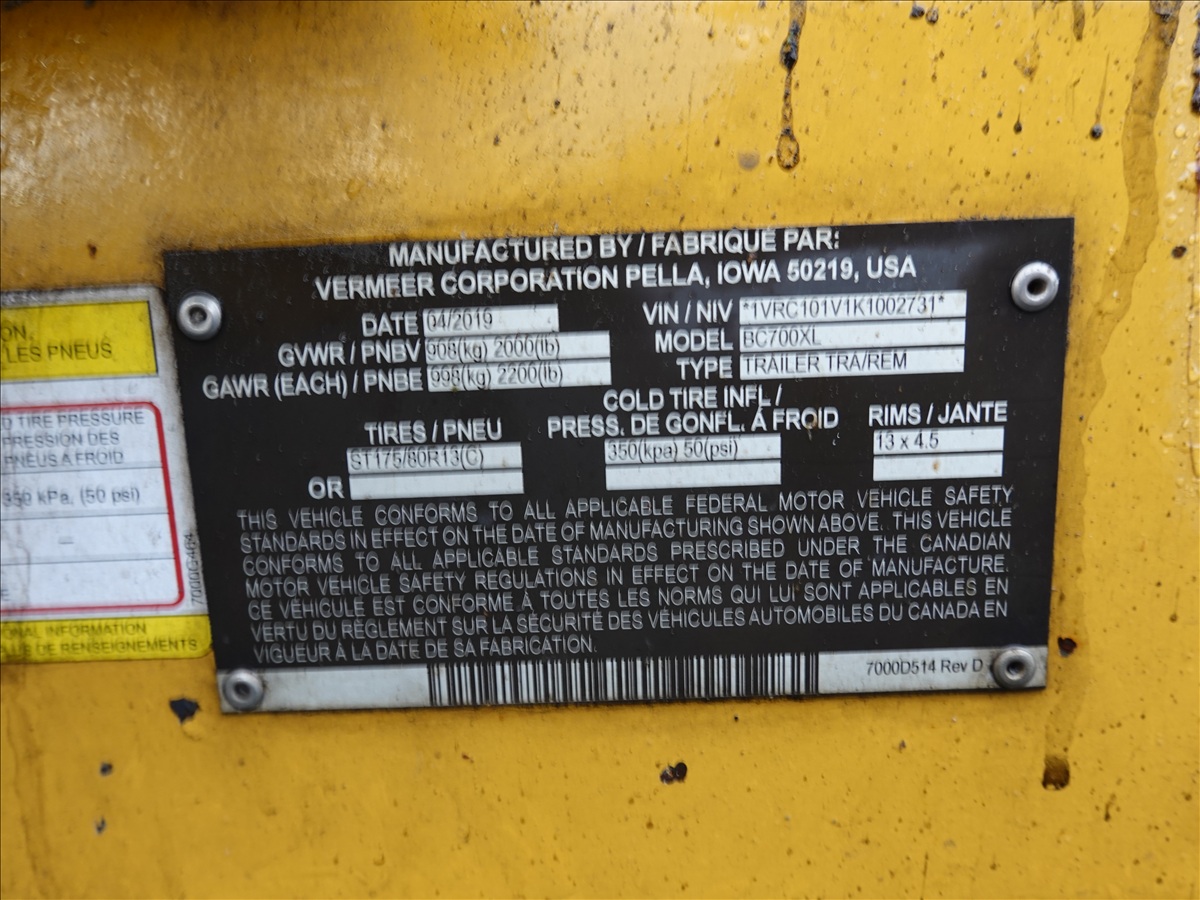 MANUFACTURED BY / FABRIQUÉ PAR:
VERMEER CORPORATION PELLA, IOWA 50219, USA
DATE 04/2019
VIN / NIV *1VRC101V1K1002731*
GVWR / PNBV 908(kg) 2000(lb)
MODEL BC700XL
GAWR (EACH) / PNBE 998(kg) 2200(lb)
TYPE TRAILER TRA/REM
TIRES / PNEU
COLD TIRE INFL /
PRESS. DE GONFL. Á FROID
RIMS / JANTE
ST175/80R13(C)
350(kpa) 50(psi)
13 x 4.5
OR
THIS VEHICLE CONFORMS TO ALL APPLICABLE FEDERAL MOTOR VEHICLE SAFETY
STANDARDS IN EFFECT ON THE DATE OF MANUFACTURING SHOWN ABOVE. THIS VEHICLE
CONFORMS TO ALL APPLICABLE STANDARDS PRESCRIBED UNDER THE CANADIAN
MOTOR VEHICLE SAFETY REGULATIONS IN EFFECT ON THE DATE OF MANUFACTURE.
CE VÉHICULE EST CONFORME À TOUTES LES NORMS QUI LUI SONT APPLICABLES EN
VERTU DU RÈGLEMENT SUR LA SÉCURITÉ DES VÉHICULES AUTOMOBILES DU CANADA EN
VIGUEUR À LA DATE DE SA FABRICATION.
7000D514 Rev D
LES PNEUS
TIRE PRESSURE
PRESSION DES
PNEUS A FROID
350 kPa, (50 psi)
7000C464
INFORMATION
PLUS DE RENSEIGNEMENTS